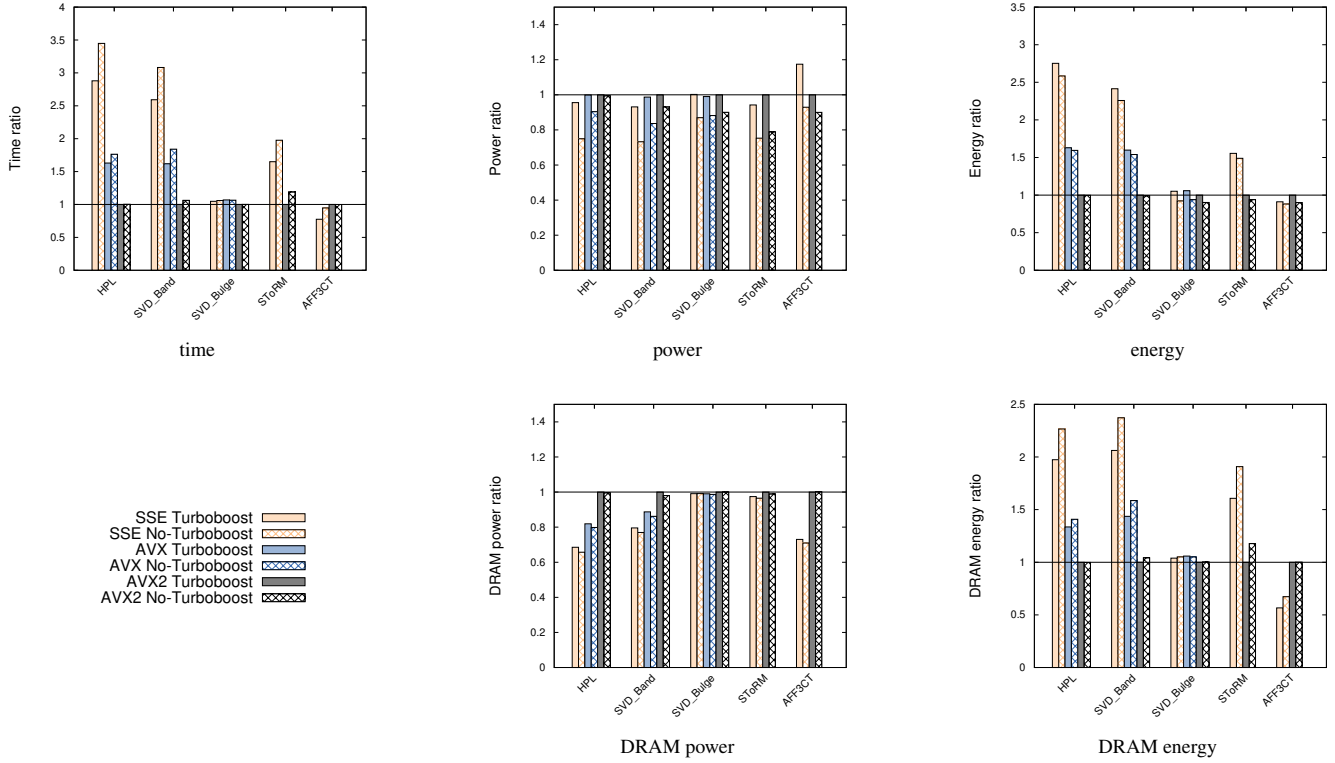 Time ratio
4
3.5
3
2.5
2
1.5
1
0.5
0
HPL
SVD_Band
SVD_Bulge
SToRM
AFF3CT
time
Power ratio
1.4
1.2
1
0.8
0.6
0.4
0.2
0
HPL
SVD_Band
SVD_Bulge
SToRM
AFF3CT
power
Energy ratio
3.5
3
2.5
2
1.5
1
0.5
0
HPL
SVD_Band
SVD_Bulge
SToRM
AFF3CT
energy
SSE Turboboost
SSE No-Turboboost
AVX Turboboost
AVX No-Turboboost
AVX2 Turboboost
AVX2 No-Turboboost
DRAM power ratio
1.4
1.2
1
0.8
0.6
0.4
0.2
0
HPL
SVD_Band
SVD_Bulge
SToRM
AFF3CT
DRAM power
DRAM energy ratio
2.5
2
1.5
1
0.5
0
HPL
SVD_Band
SVD_Bulge
SToRM
AFF3CT
DRAM energy